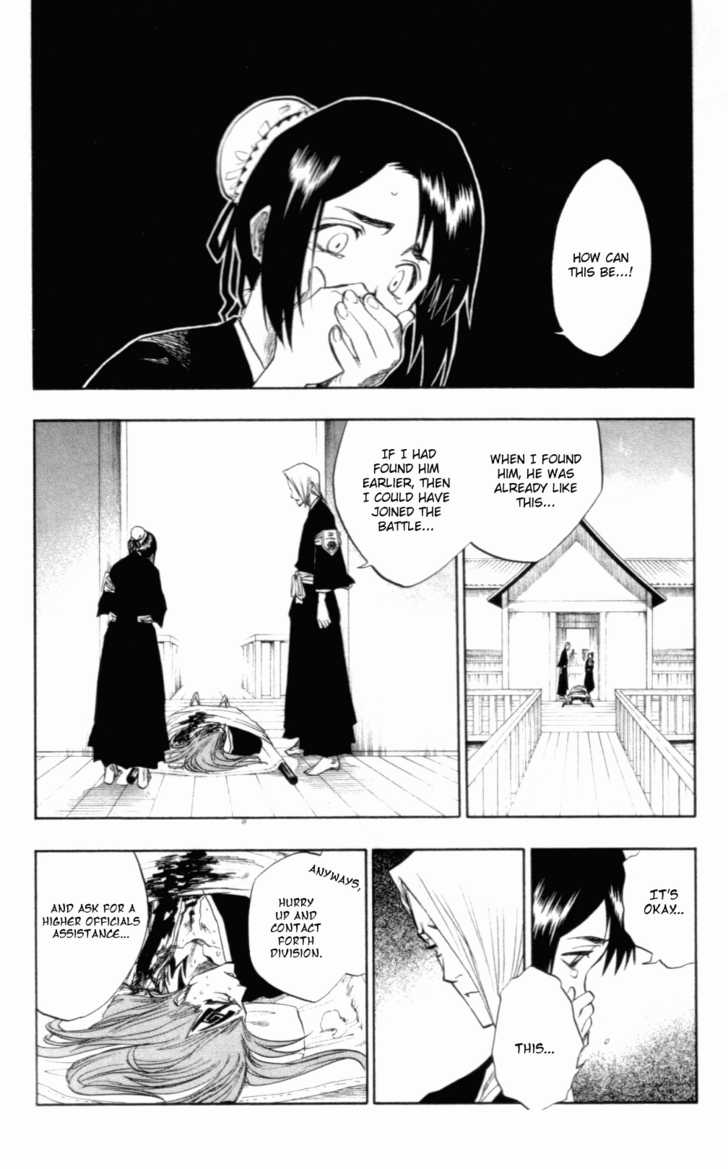 HOW CAN
THIS BE...!
WHEN I FOUND
HIM, HE WAS
ALREADY LIKE
THIS...
IF I HAD
FOUND HIM
EARLIER, THEN
I COULD HAVE
JOINED THE
BATTLE...
IT'S
OKAY...
THIS...
ANYWAYS,
HURRY
UP AND
CONTACT
FORTH
DIVISION.
AND ASK FOR A
HIGHER OFFICIALS
ASSISTANCE...